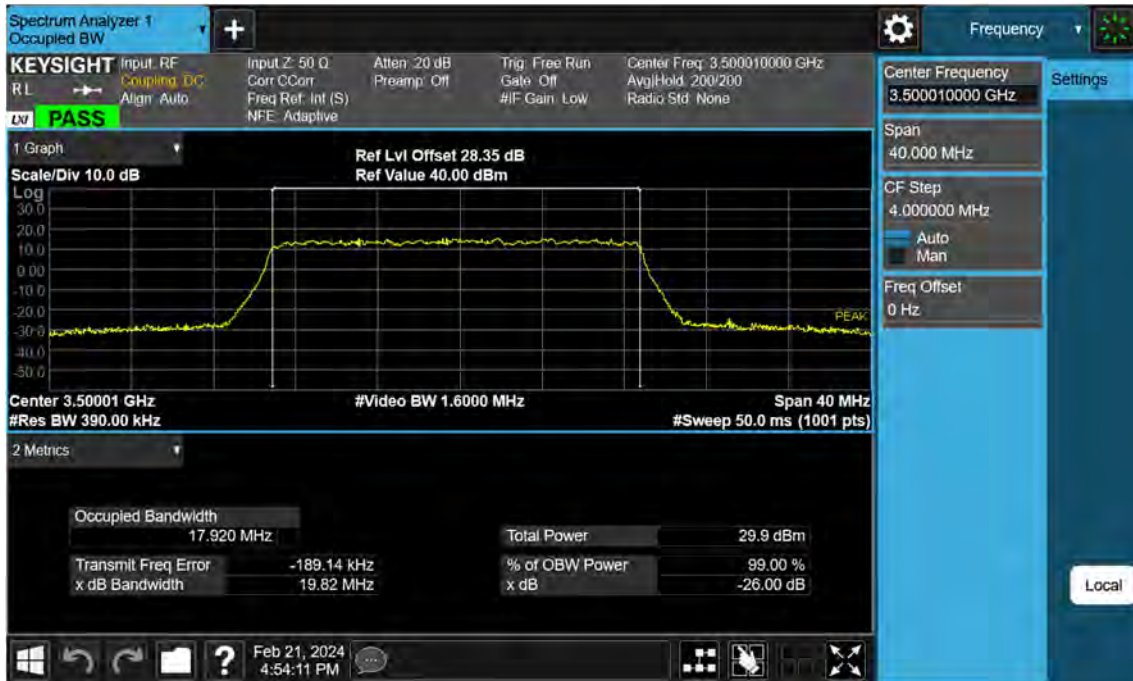 Spectrum Analyzer 1
Occupied BW
Frequency
KEYSIGHT
RL
Input: RF
Coupling: DC
Align: Auto
Input Z: 50 Ω
Corr CCorr
Freq Ref: Int (S)
NFE: Adaptive
Atten: 20 dB
Preamp: Off
Trig: Free Run
Gate: Off
#IF Gain: Low
Center Freq: 3.500010000 GHz
Avg|Hold: 200/200
Radio Std: None
LXI
PASS
Center Frequency
3.500010000 GHz
Settings
Span
40.000 MHz
CF Step
4.000000 MHz
Auto
Man
Freq Offset
0 Hz
1 Graph
Scale/Div 10.0 dB
Ref Lvl Offset 28.35 dB
Ref Value 40.00 dBm
Log
30.0
20.0
10.0
0.00
-10.0
-20.0
-30.0
-40.0
-50.0
PEAK
Center 3.50001 GHz
#Video BW 1.6000 MHz
Span 40 MHz
#Res BW 390.00 kHz
#Sweep 50.0 ms (1001 pts)
2 Metrics
Occupied Bandwidth
17.920 MHz
Total Power 29.9 dBm
Transmit Freq Error -189.14 kHz
% of OBW Power 99.00 %
x dB Bandwidth 19.82 MHz
x dB -26.00 dB
Local
?
Feb 21, 2024
4:54:11 PM